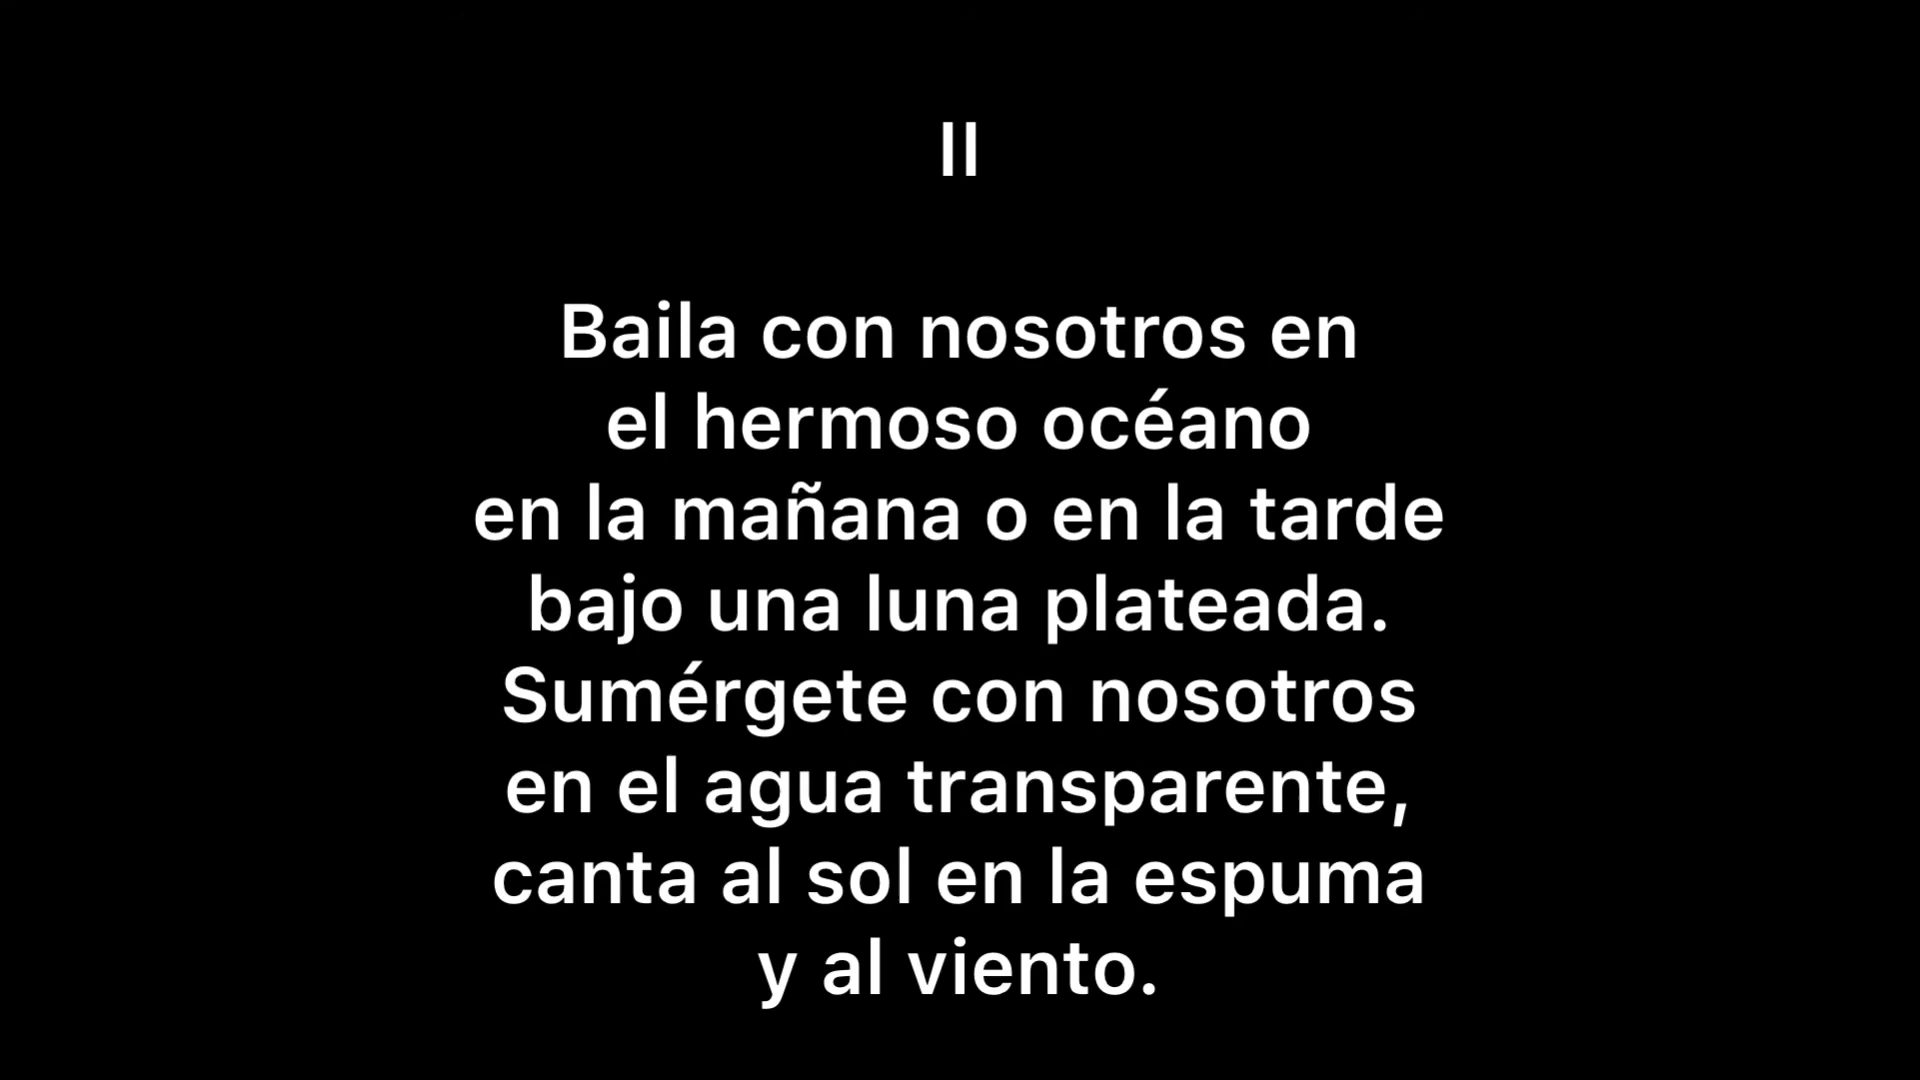 II
Baila con nosotros en
el hermoso océano
en la mañana o en la tarde
bajo una luna plateada.
Sumérgete con nosotros
en el agua transparente,
canta al sol en la espuma
y al viento.